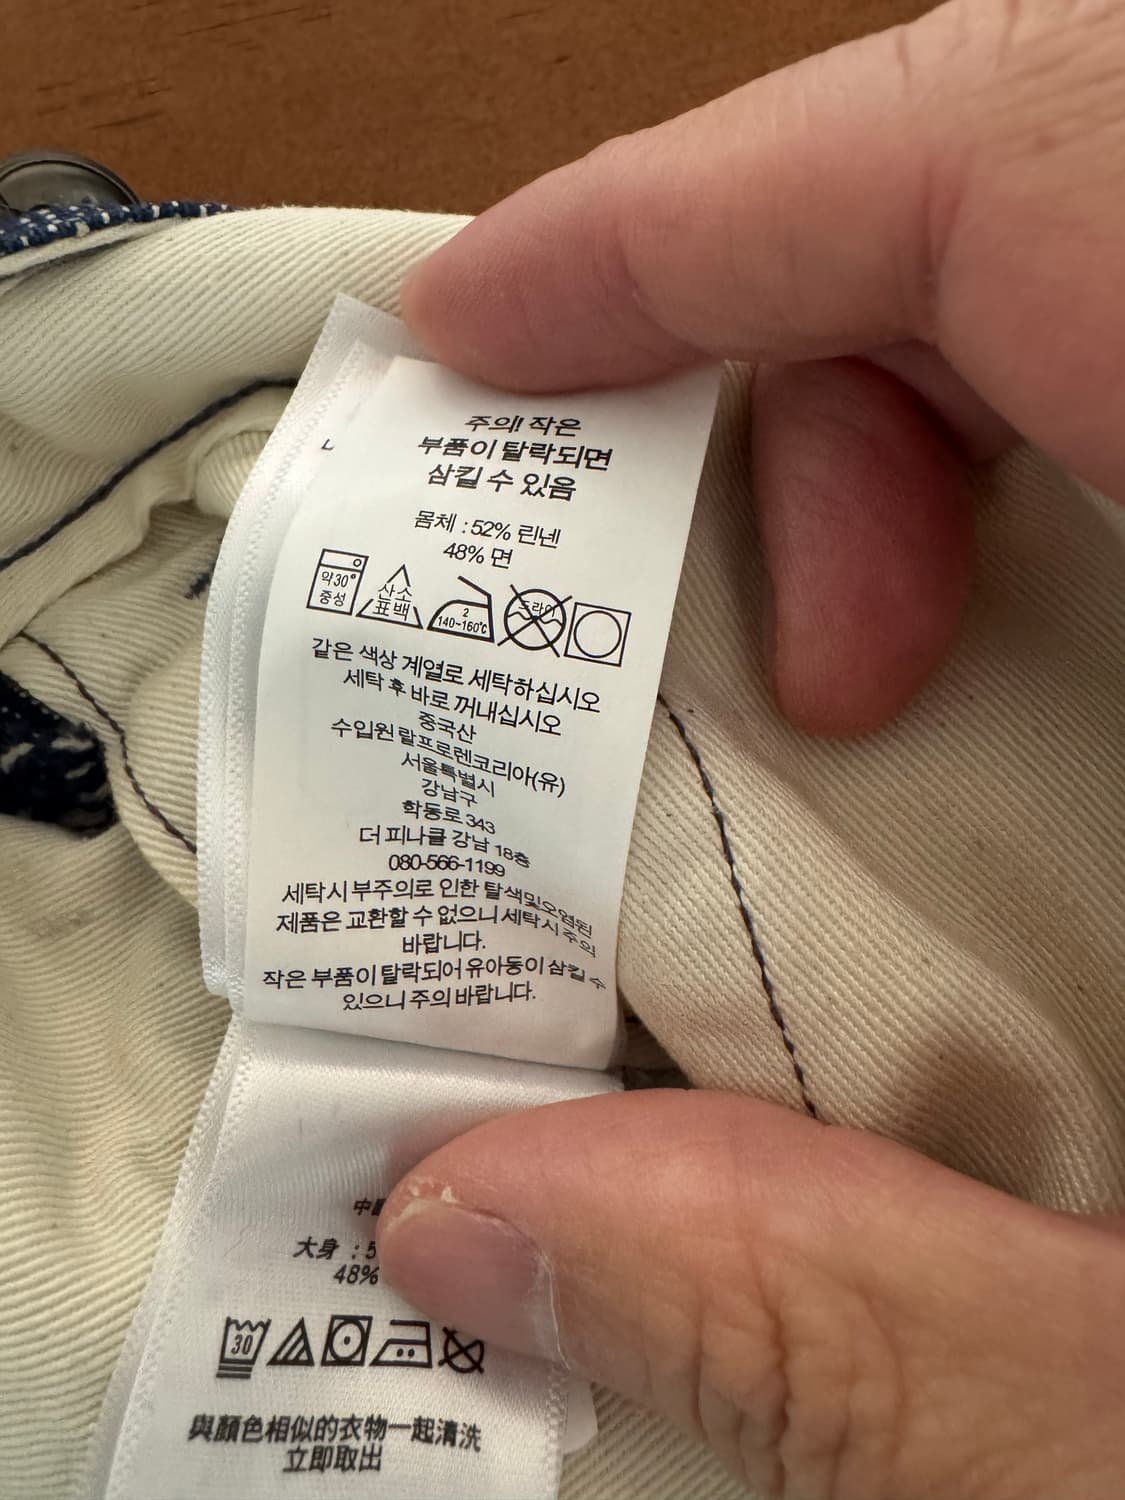 주의! 작은
부품이 탈락되면
삼킬 수 있음
몸체 : 52% 린넨
48% 면
약30°
중성
산소
표백
2
140~160℃
드라이
같은 색상 계열로 세탁하십시오
세탁 후 바로 꺼내십시오
중국산
수입원 랄프로렌코리아(유)
서울특별시
강남구
학동로 343
더 피나클 강남 18층
080-566-1199
세탁시 부주의로 인한 탈색및오염된
제품은 교환할 수 없으니 세탁시 주의
바랍니다.
작은 부품이 탈락되어 유아동이 삼킬 수
있으니 주의 바랍니다.
中
大身 : 5
48%
30
與顏色相似的衣物一起清洗
立即取出